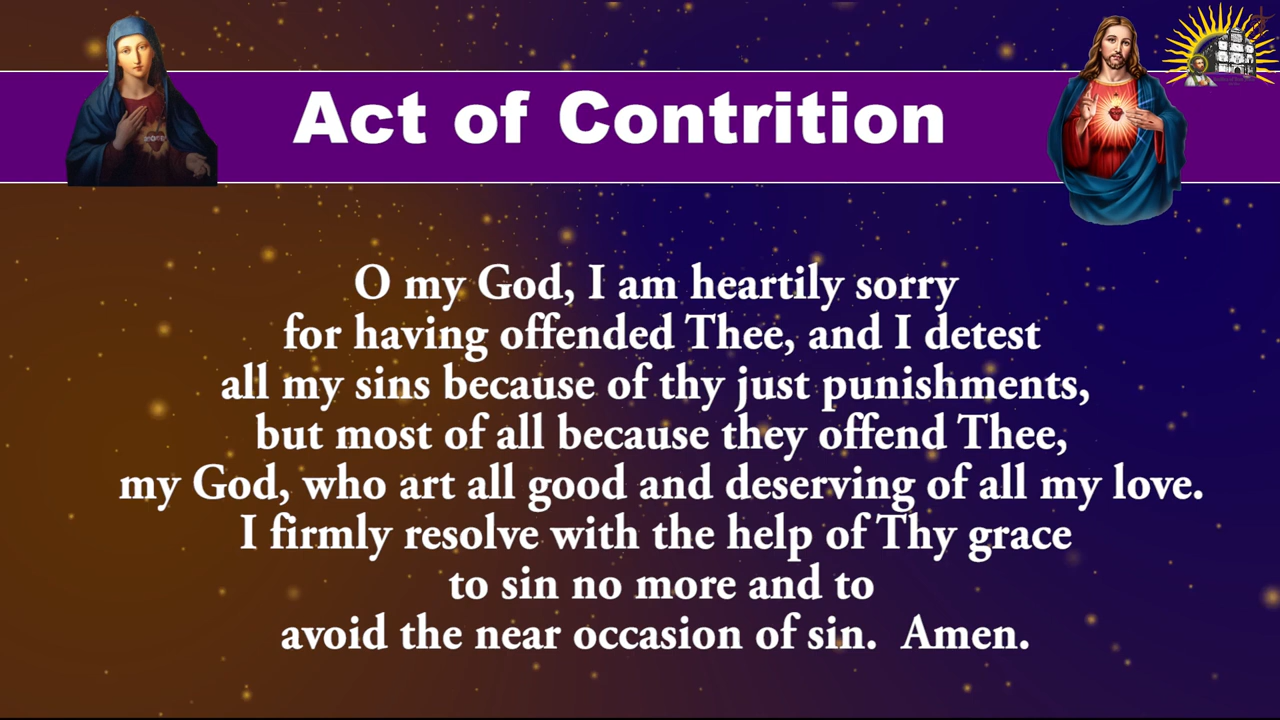 Act of Contrition
O my God, I am heartily sorry
for having offended Thee, and I detest
all my sins because of thy just punishments,
but most of all because they offend Thee,
my God, who art all good and deserving of all my love.
I firmly resolve with the help of Thy grace
to sin no more and to
avoid the near occasion of sin.  Amen.